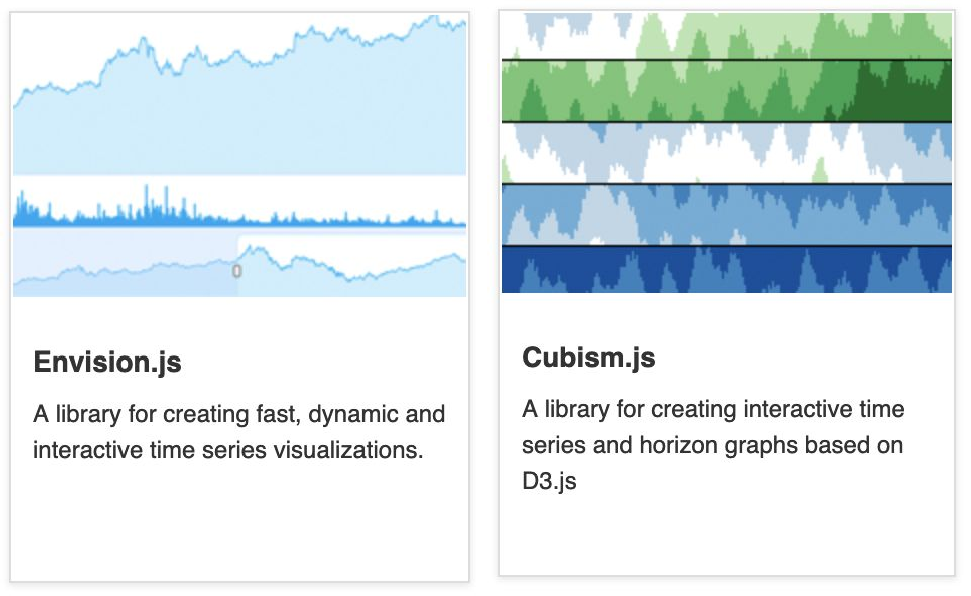 Envision.js
A library for creating fast, dynamic and
interactive time series visualizations.
Cubism.js
A library for creating interactive time
series and horizon graphs based on
D3.js